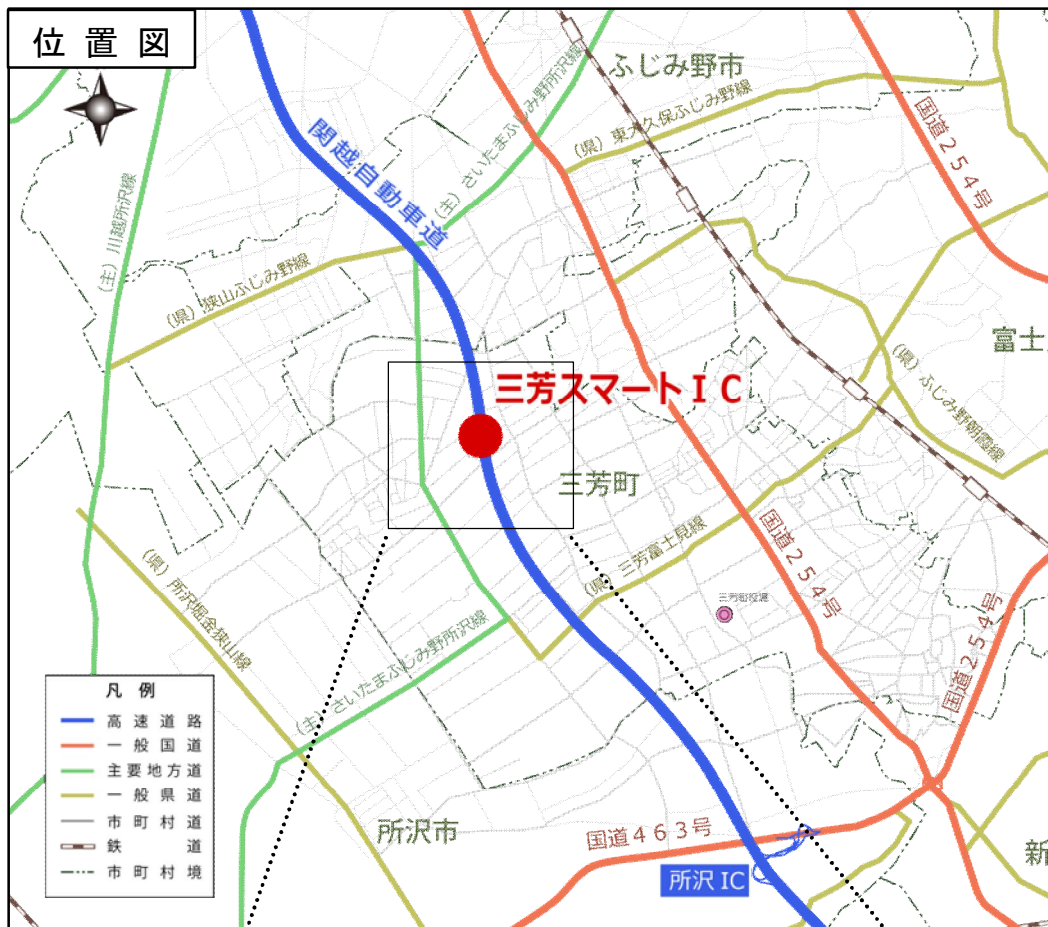 位置図
ふじみ野市
(主) さいたまふじみ野所沢線
(県) 東大久保ふじみ野線
国道254号
関越自動車道
(主) 川越所沢線
(県) 狭山ふじみ野線
富士
(県) ふじみ野朝霞線
三芳スマートIC
三芳町
国道254号
(県) 三芳富士見線
(県) 所沢堀金狭山線
三芳町役場
国道254号
(主) さいたまふじみ野所沢線
凡例
高速道路
一般国道
主要地方道
一般県道
市町村道
鉄道
市町村境
所沢市
国道463号
新
所沢 IC